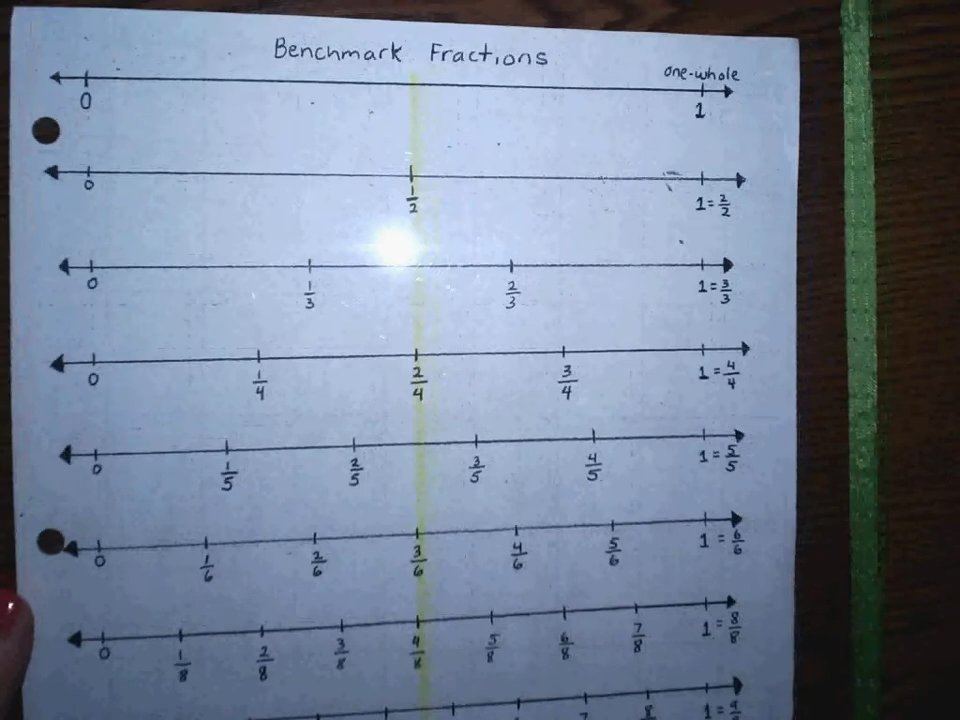 Benchmark Fractions
one-whole
0 1
0 1/2 1=2/2
0 1/3 2/3 1=3/3
0 1/4 2/4 3/4 1=4/4
0 1/5 2/5 3/5 4/5 1=5/5
0 1/6 2/6 3/6 4/6 5/6 1=6/6
0 1/8 2/8 3/8 4/8 5/8 6/8 7/8 1=8/8